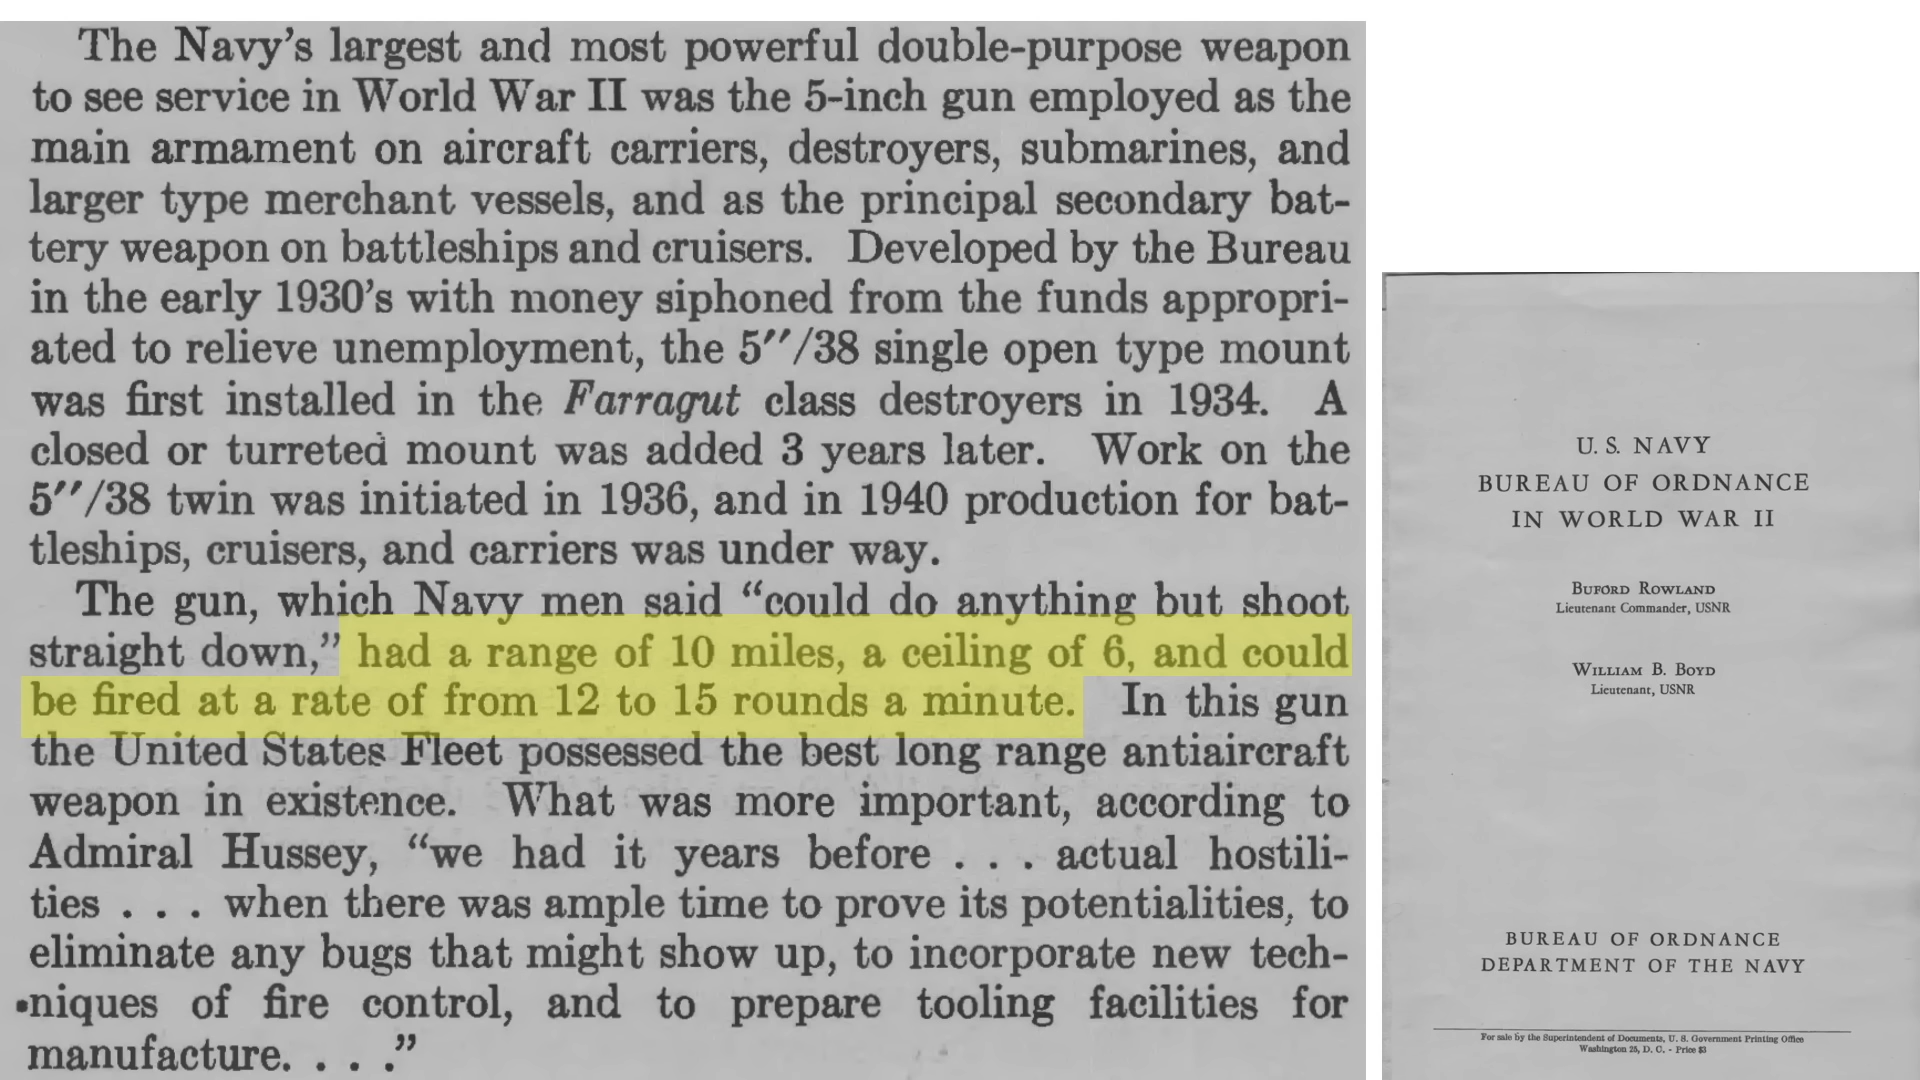 The Navy's largest and most powerful double-purpose weapon
to see service in World War II was the 5-inch gun employed as the
main armament on aircraft carriers, destroyers, submarines, and
larger type merchant vessels, and as the principal secondary bat-
tery weapon on battleships and cruisers. Developed by the Bureau
in the early 1930's with money siphoned from the funds appropri-
ated to relieve unemployment, the 5″/38 single open type mount
was first installed in the Farragut class destroyers in 1934. A
closed or turreted mount was added 3 years later. Work on the
5″/38 twin was initiated in 1936, and in 1940 production for bat-
tleships, cruisers, and carriers was under way.
The gun, which Navy men said “could do anything but shoot
straight down,” had a range of 10 miles, a ceiling of 6, and could
be fired at a rate of from 12 to 15 rounds a minute. In this gun
the United States Fleet possessed the best long range antiaircraft
weapon in existence. What was more important, according to
Admiral Hussey, “we had it years before . . . actual hostili-
ties . . . when there was ample time to prove its potentialities, to
eliminate any bugs that might show up, to incorporate new tech-
niques of fire control, and to prepare tooling facilities for
manufacture. . . .”
U. S. NAVY
BUREAU OF ORDNANCE
IN WORLD WAR II
BUFORD ROWLAND
Lieutenant Commander, USNR
WILLIAM B. BOYD
Lieutenant, USNR
BUREAU OF ORDNANCE
DEPARTMENT OF THE NAVY
For sale by the Superintendent of Documents, U. S. Government Printing Office
Washington 25, D. C. - Price $3